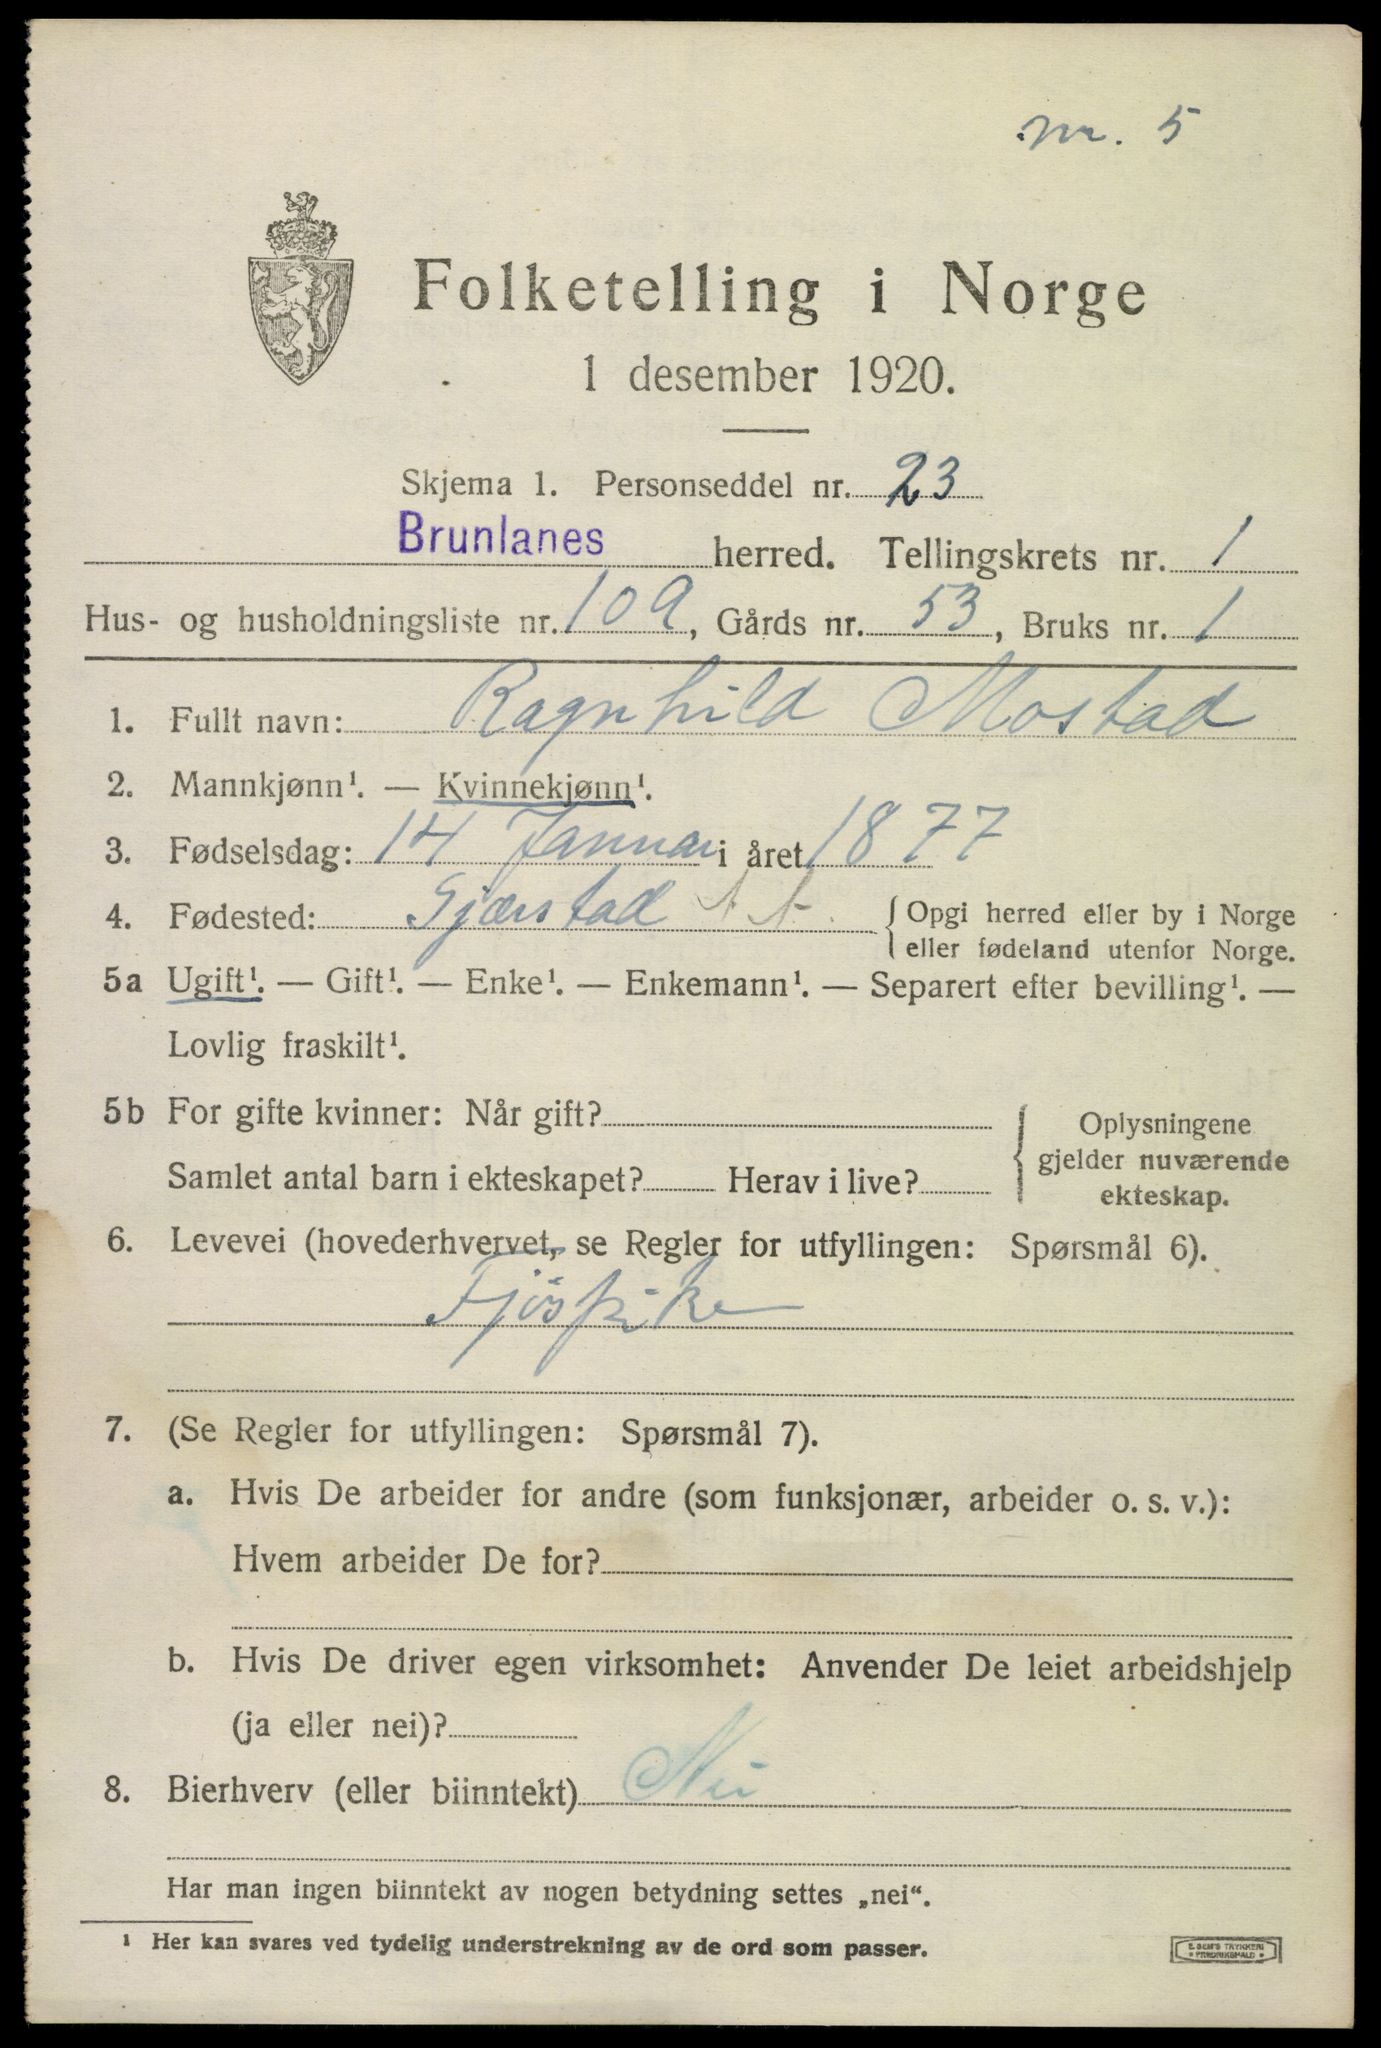 nr. 5
Folketelling i Norge
1 desember 1920.
Skjema 1. Personseddel nr. 23
Brunlanes herred. Tellingskrets nr. 1
Hus- og husholdningsliste nr. 109, Gårds nr. 53, Bruks nr. 1
1. Fullt navn: Ragnhild Mostad
2. Mannkjønn¹. — Kvinnekjønn¹.
3. Fødselsdag: 14 Januar i året 1877
4. Fødested: Gjærstad A A. { Opgi herred eller by i Norge
eller fødeland utenfor Norge.
5a Ugift¹. — Gift¹. — Enke¹. — Enkemann¹. — Separert efter bevilling¹. —
Lovlig fraskilt¹.
5b For gifte kvinner: Når gift?
Samlet antal barn i ekteskapet? Herav i live?
{ Oplysningene
gjelder nuværende
ekteskap.
6. Levevei (hovederhvervet, se Regler for utfyllingen: Spørsmål 6).
Fjøspike
7. (Se Regler for utfyllingen: Spørsmål 7).
a. Hvis De arbeider for andre (som funksjonær, arbeider o. s. v.):
Hvem arbeider De for?
b. Hvis De driver egen virksomhet: Anvender De leiet arbeidshjelp
(ja eller nei)?
8. Bierhverv (eller biinntekt) Nei
Har man ingen biinntekt av nogen betydning settes „nei“.
¹ Her kan svares ved tydelig understrekning av de ord som passer.
E. SEM'S TRYKKERI
• FREDRIKSHALD •